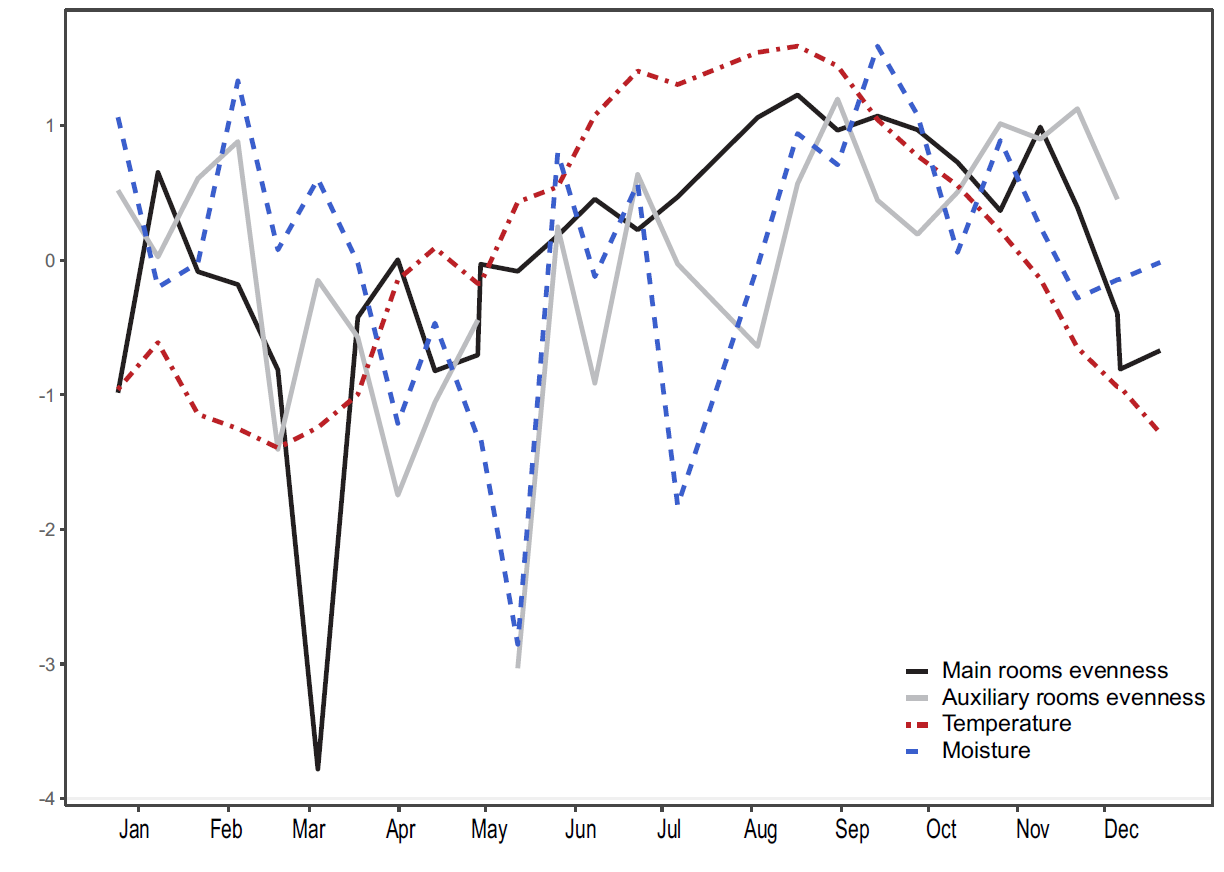 1
0
-1
-2
-3
-4
Main rooms evenness
Auxiliary rooms evenness
Temperature
Moisture
Jan Feb Mar Apr May Jun Jul Aug Sep Oct Nov Dec